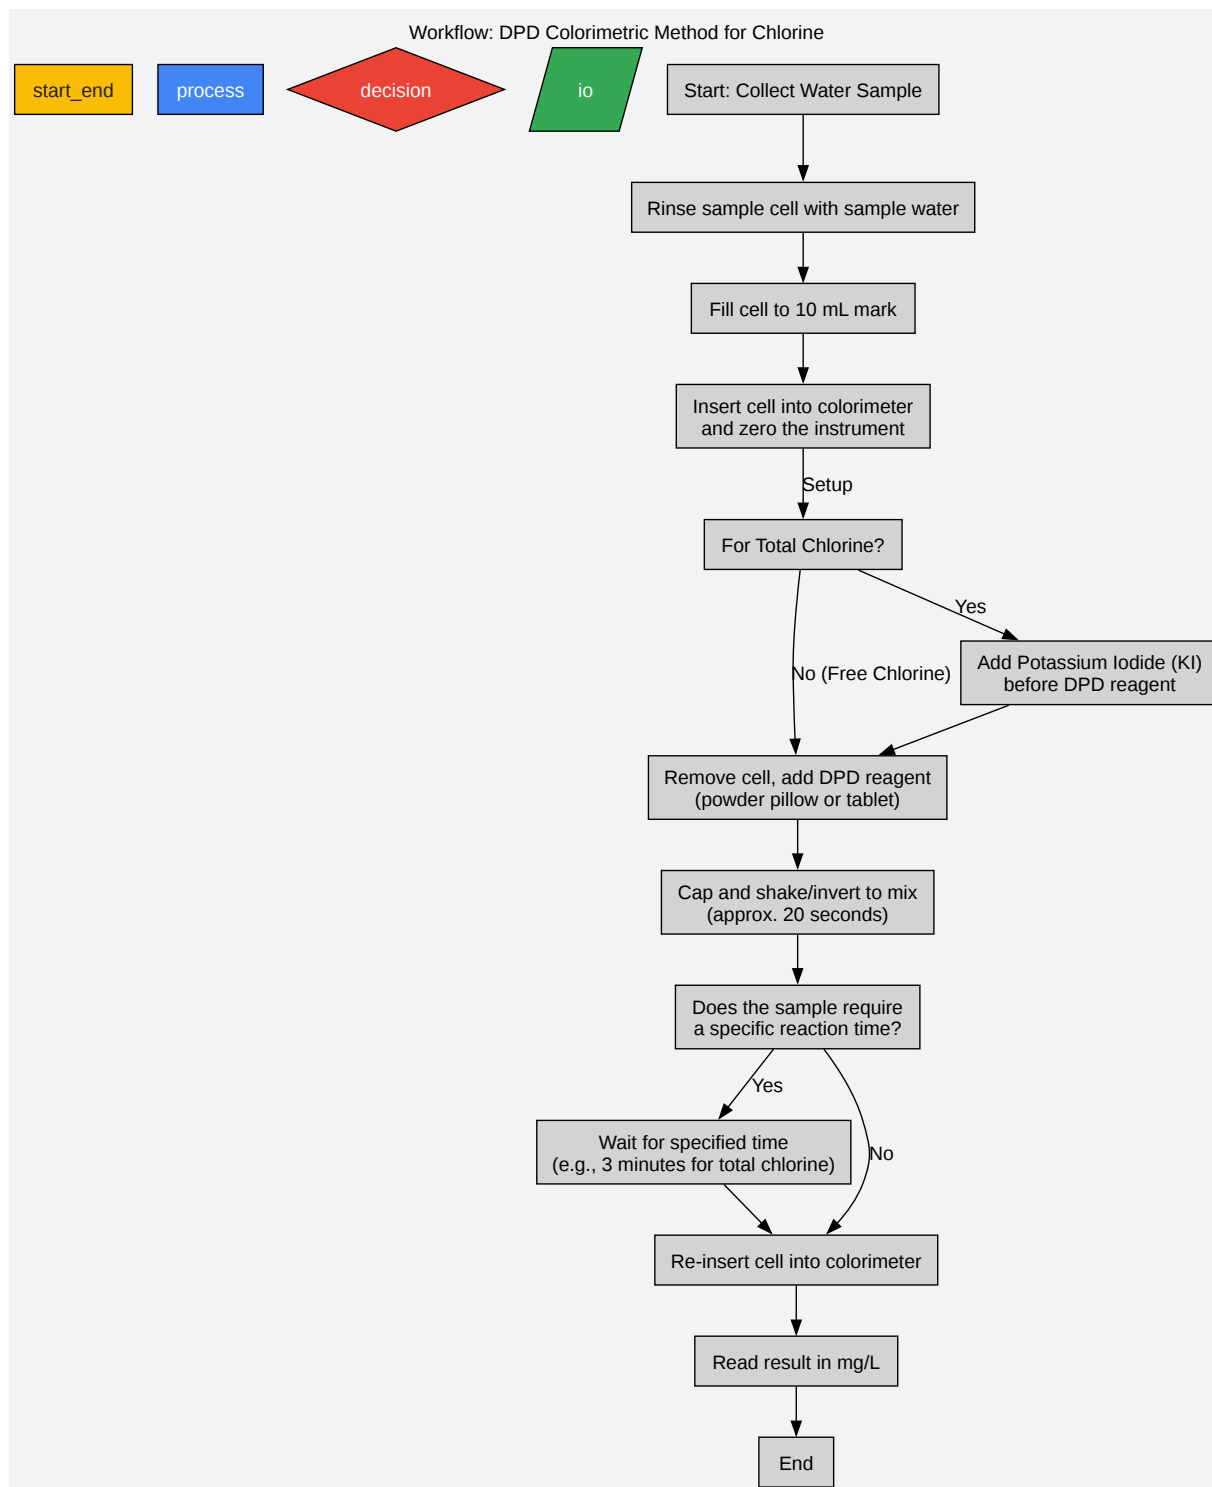 Workflow: DPD Colorimetric Method for Chlorine
start_end
process
decision
io
Start: Collect Water Sample
Rinse sample cell with sample water
Fill cell to 10 mL mark
Insert cell into colorimeter
and zero the instrument
Setup
For Total Chlorine?
Yes
No (Free Chlorine)
Add Potassium Iodide (KI)
before DPD reagent
Remove cell, add DPD reagent
(powder pillow or tablet)
Cap and shake/invert to mix
(approx. 20 seconds)
Does the sample require
a specific reaction time?
Yes
Wait for specified time
(e.g., 3 minutes for total chlorine)
No
Re-insert cell into colorimeter
Read result in mg/L
End